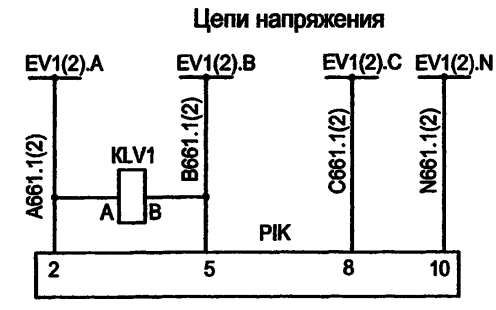 Цепи напряжения
EV1(2).A
EV1(2).B
EV1(2).C
EV1(2).N
A661.1(2)
KLV1
A
B
B661.1(2)
C661.1(2)
N661.1(2)
PIK
2
5
8
10